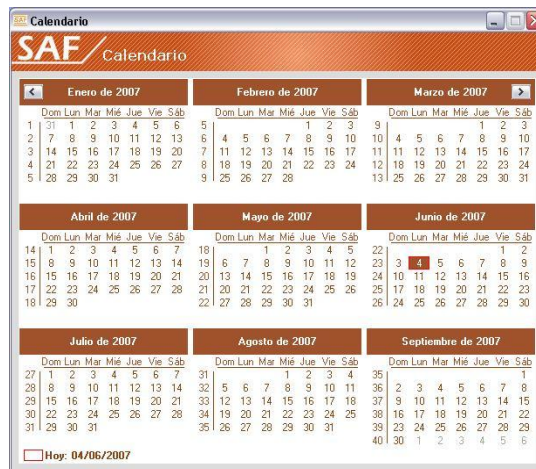 SAF Calendario
SAF Calendario
Enero de 2007
Dom Lun Mar Mié Jue Vie Sáb
1 31 1 2 3 4 5 6
2 7 8 9 10 11 12 13
3 14 15 16 17 18 19 20
4 21 22 23 24 25 26 27
5 28 29 30 31
Febrero de 2007
Dom Lun Mar Mié Jue Vie Sáb
5 1 2 3
6 4 5 6 7 8 9 10
7 11 12 13 14 15 16 17
8 18 19 20 21 22 23 24
9 25 26 27 28
Marzo de 2007
Dom Lun Mar Mié Jue Vie Sáb
9 1 2 3
10 4 5 6 7 8 9 10
11 11 12 13 14 15 16 17
12 18 19 20 21 22 23 24
13 25 26 27 28 29 30 31
Abril de 2007
Dom Lun Mar Mié Jue Vie Sáb
14 1 2 3 4 5 6 7
15 8 9 10 11 12 13 14
16 15 16 17 18 19 20 21
17 22 23 24 25 26 27 28
18 29 30
Mayo de 2007
Dom Lun Mar Mié Jue Vie Sáb
18 1 2 3 4 5
19 6 7 8 9 10 11 12
20 13 14 15 16 17 18 19
21 20 21 22 23 24 25 26
22 27 28 29 30 31
Junio de 2007
Dom Lun Mar Mié Jue Vie Sáb
22 1 2
23 3 4 5 6 7 8 9
24 10 11 12 13 14 15 16
25 17 18 19 20 21 22 23
26 24 25 26 27 28 29 30
Julio de 2007
Dom Lun Mar Mié Jue Vie Sáb
27 1 2 3 4 5 6 7
28 8 9 10 11 12 13 14
29 15 16 17 18 19 20 21
30 22 23 24 25 26 27 28
31 29 30 31
Agosto de 2007
Dom Lun Mar Mié Jue Vie Sáb
31 1 2 3 4
32 5 6 7 8 9 10 11
33 12 13 14 15 16 17 18
34 19 20 21 22 23 24 25
35 26 27 28 29 30 31
Septiembre de 2007
Dom Lun Mar Mié Jue Vie Sáb
35 1
36 2 3 4 5 6 7 8
37 9 10 11 12 13 14 15
38 16 17 18 19 20 21 22
39 23 24 25 26 27 28 29
40 30 1 2 3 4 5 6
Hoy: 04/06/2007